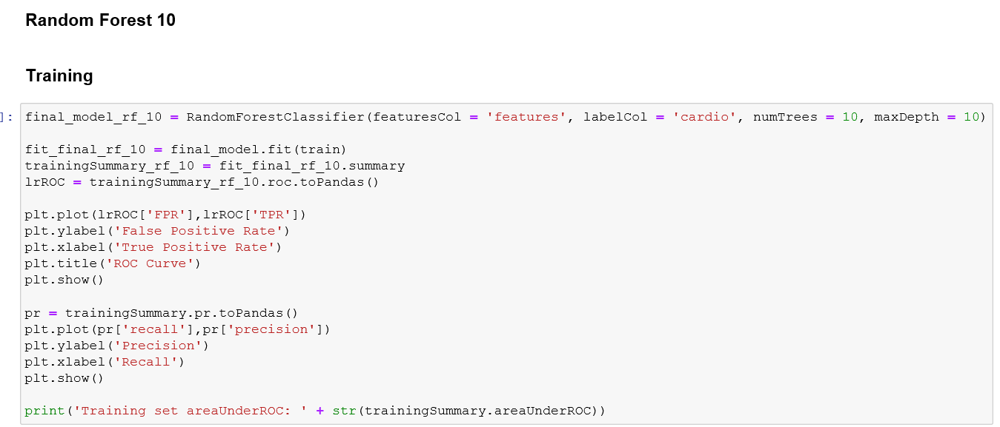 Random Forest 10
Training
]: final_model_rf_10 = RandomForestClassifier(featuresCol = 'features', labelCol = 'cardio', numTrees = 10, maxDepth = 10)
fit_final_rf_10 = final_model.fit(train)
trainingSummary_rf_10 = fit_final_rf_10.summary
lrROC = trainingSummary_rf_10.roc.toPandas()
plt.plot(lrROC['FPR'],lrROC['TPR'])
plt.ylabel('False Positive Rate')
plt.xlabel('True Positive Rate')
plt.title('ROC Curve')
plt.show()
pr = trainingSummary.pr.toPandas()
plt.plot(pr['recall'],pr['precision'])
plt.ylabel('Precision')
plt.xlabel('Recall')
plt.show()
print('Training set areaUnderROC: ' + str(trainingSummary.areaUnderROC))